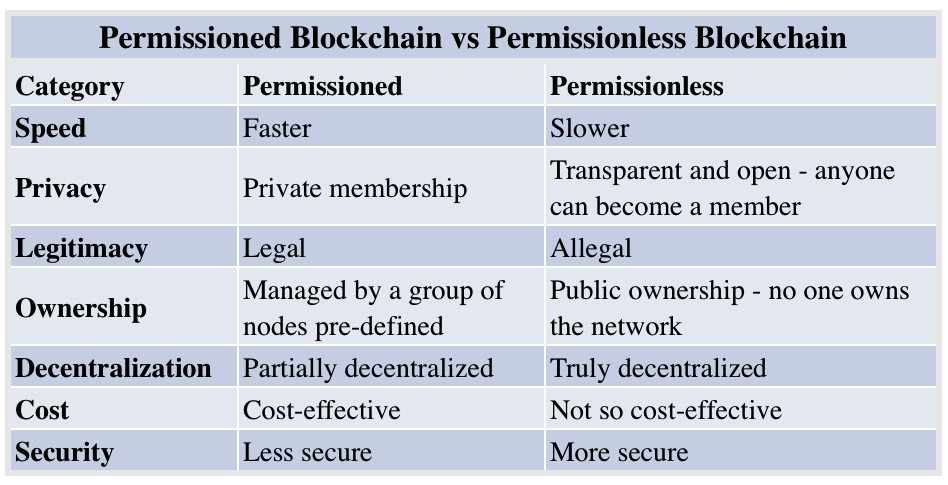 Permissioned Blockchain vs Permissionless Blockchain
Category Permissioned Permissionless
Speed Faster Slower
Privacy Private membership Transparent and open - anyone
can become a member
Legitimacy Legal Allegal
Ownership Managed by a group of Public ownership - no one owns
nodes pre-defined the network
Decentralization Partially decentralized Truly decentralized
Cost Cost-effective Not so cost-effective
Security Less secure More secure